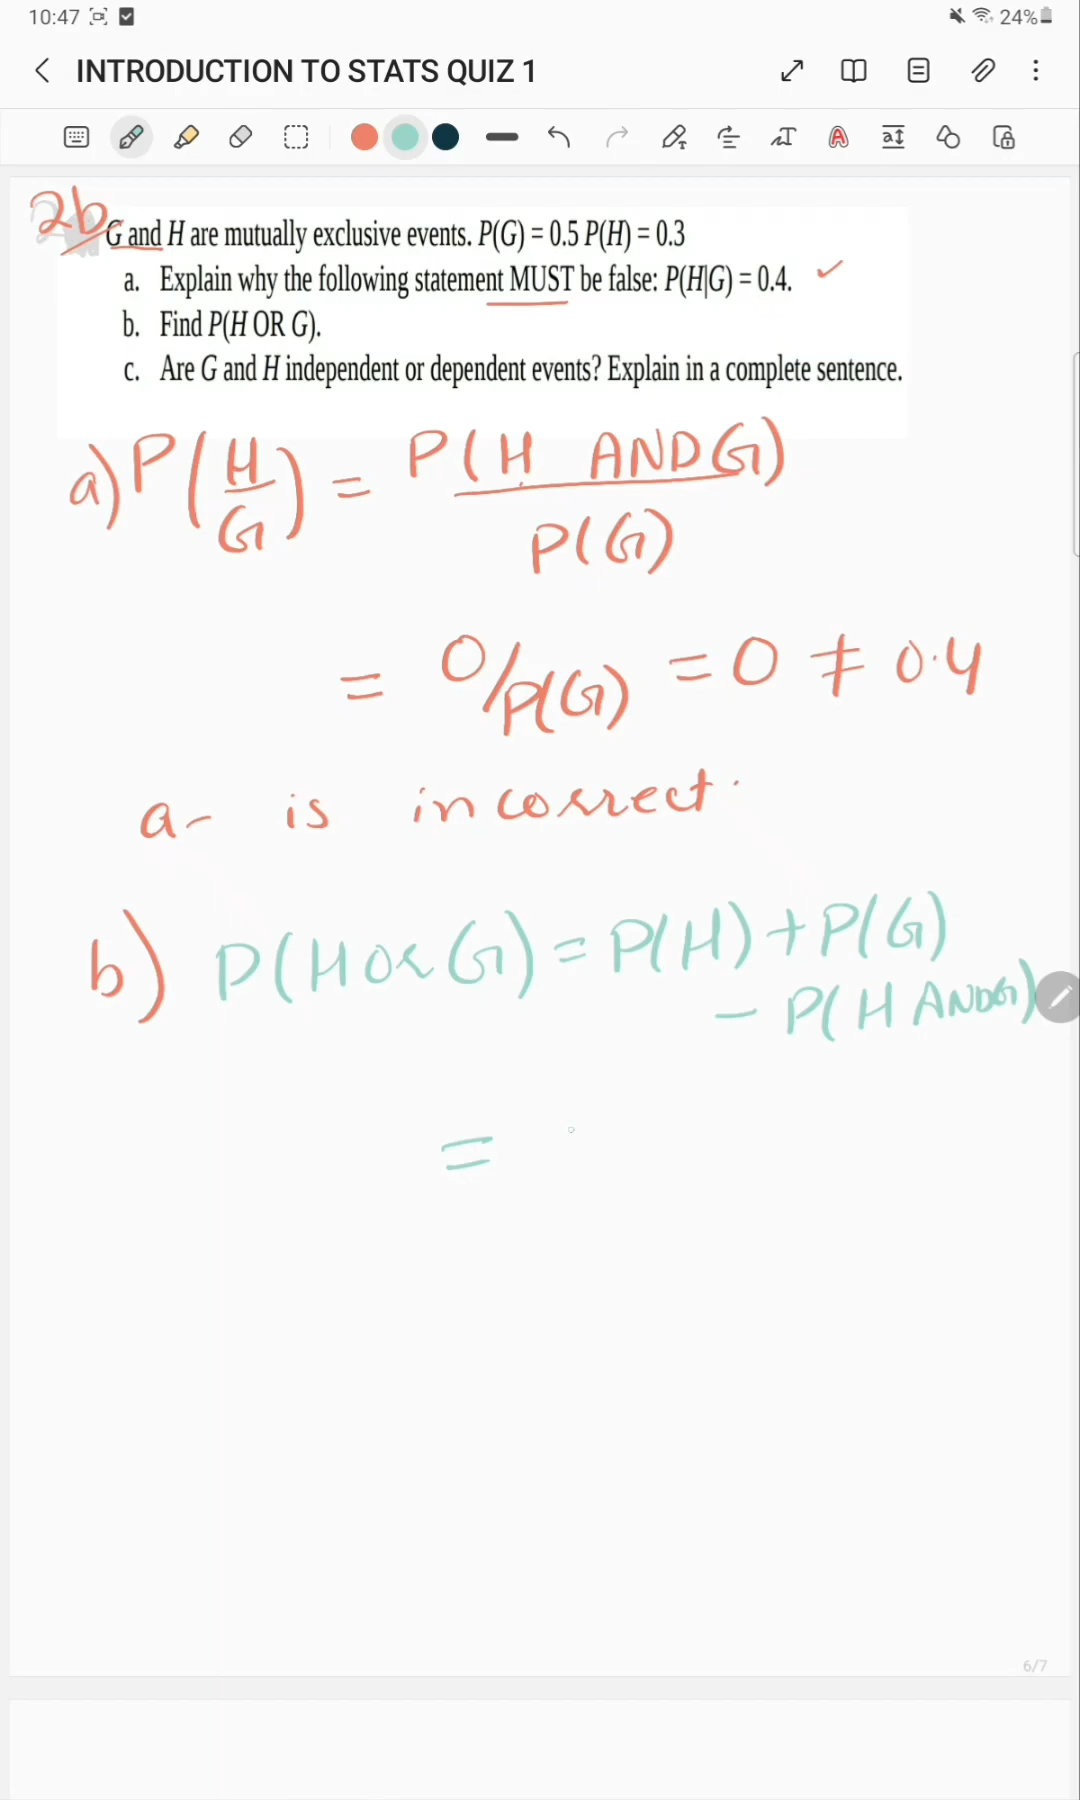 10:47
24%
INTRODUCTION TO STATS QUIZ 1
2b
G and H are mutually exclusive events. P(G) = 0.5 P(H) = 0.3
a. Explain why the following statement MUST be false: P(H|G) = 0.4.
b. Find P(H OR G).
c. Are G and H independent or dependent events? Explain in a complete sentence.
a) P(H/G) = P(H AND G)
P(G)
= 0/P(G) = 0 ≠ 0.4
a- is incorrect.
b) P(H OR G) = P(H) + P(G)
- P(H AND G)
=
6/7